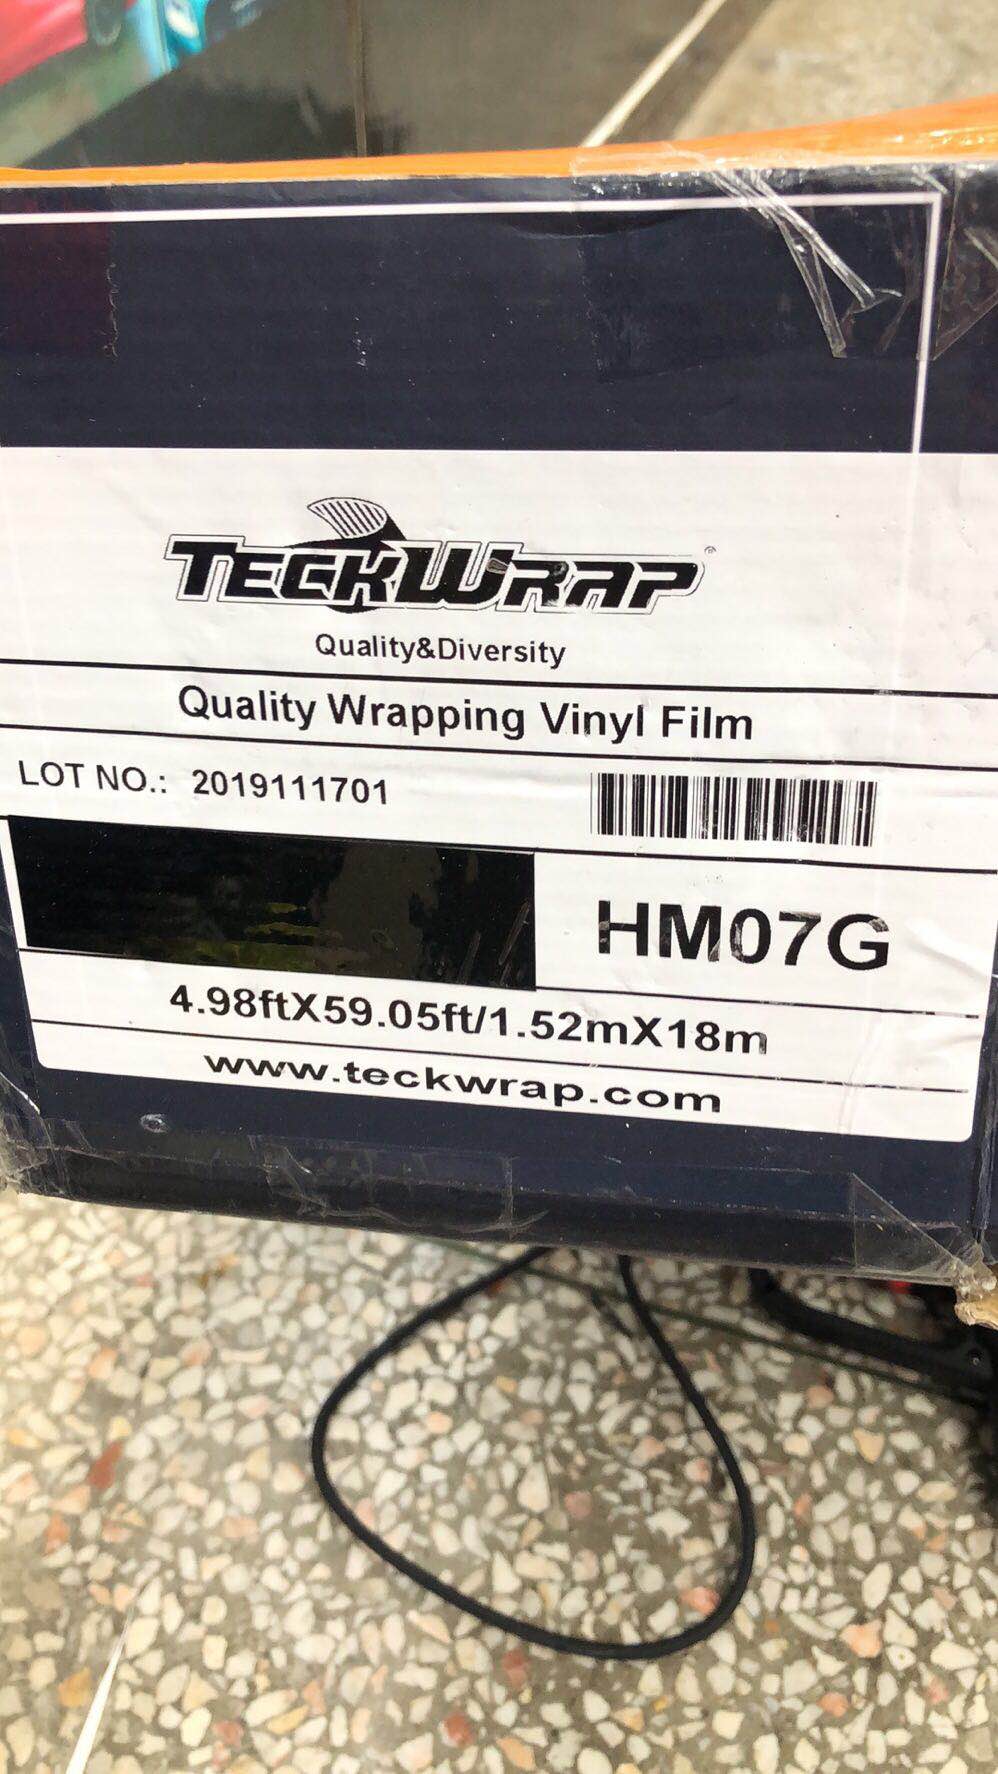 TECKWRAP®
Quality&Diversity
Quality Wrapping Vinyl Film
LOT NO.: 2019111701
HM07G
4.98ftX59.05ft/1.52mX18m
www.teckwrap.com